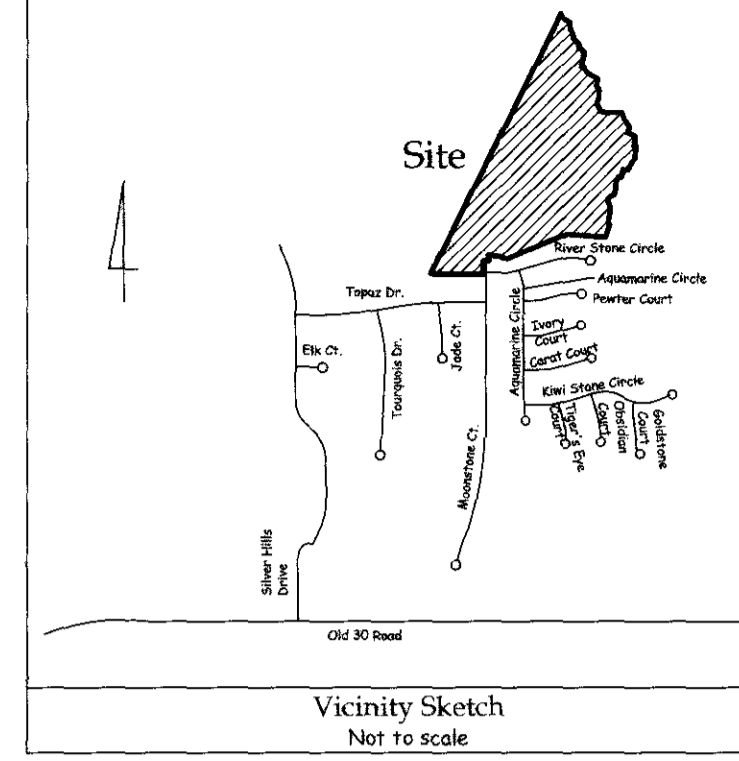 Site
River Stone Circle
Aquamarine Circle
Topaz Dr.
Pewter Court
Aquamarine Circle
Ivory
Court
Elk Ct.
Tourquois Dr.
Jade Ct.
Carat Court
Kiwi Stone Circle
Tiger's Eye
Court
Obsidian
Court
Goldstone
Court
Moonstone Ct.
Silver Hills
Drive
Old 30 Road
Vicinity Sketch
Not to scale